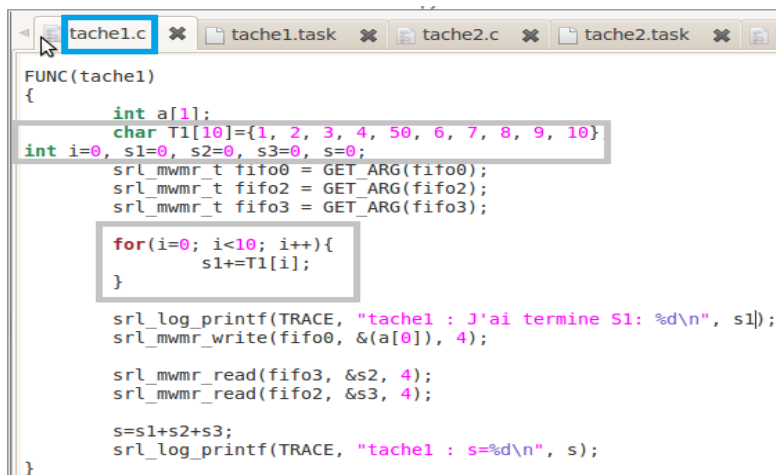 tache1.c tache1.task tache2.c tache2.task
FUNC(tache1)
{
int a[1];
char T1[10]={1, 2, 3, 4, 50, 6, 7, 8, 9, 10}
int i=0, s1=0, s2=0, s3=0, s=0;
srl_mwmr_t fifo0 = GET_ARG(fifo0);
srl_mwmr_t fifo2 = GET_ARG(fifo2);
srl_mwmr_t fifo3 = GET_ARG(fifo3);
for(i=0; i<10; i++){
s1+=T1[i];
}
srl_log_printf(TRACE, "tache1 : J'ai termine S1: %d\n", s1);
srl_mwmr_write(fifo0, &(a[0]), 4);
srl_mwmr_read(fifo3, &s2, 4);
srl_mwmr_read(fifo2, &s3, 4);
s=s1+s2+s3;
srl_log_printf(TRACE, "tache1 : s=%d\n", s);
}